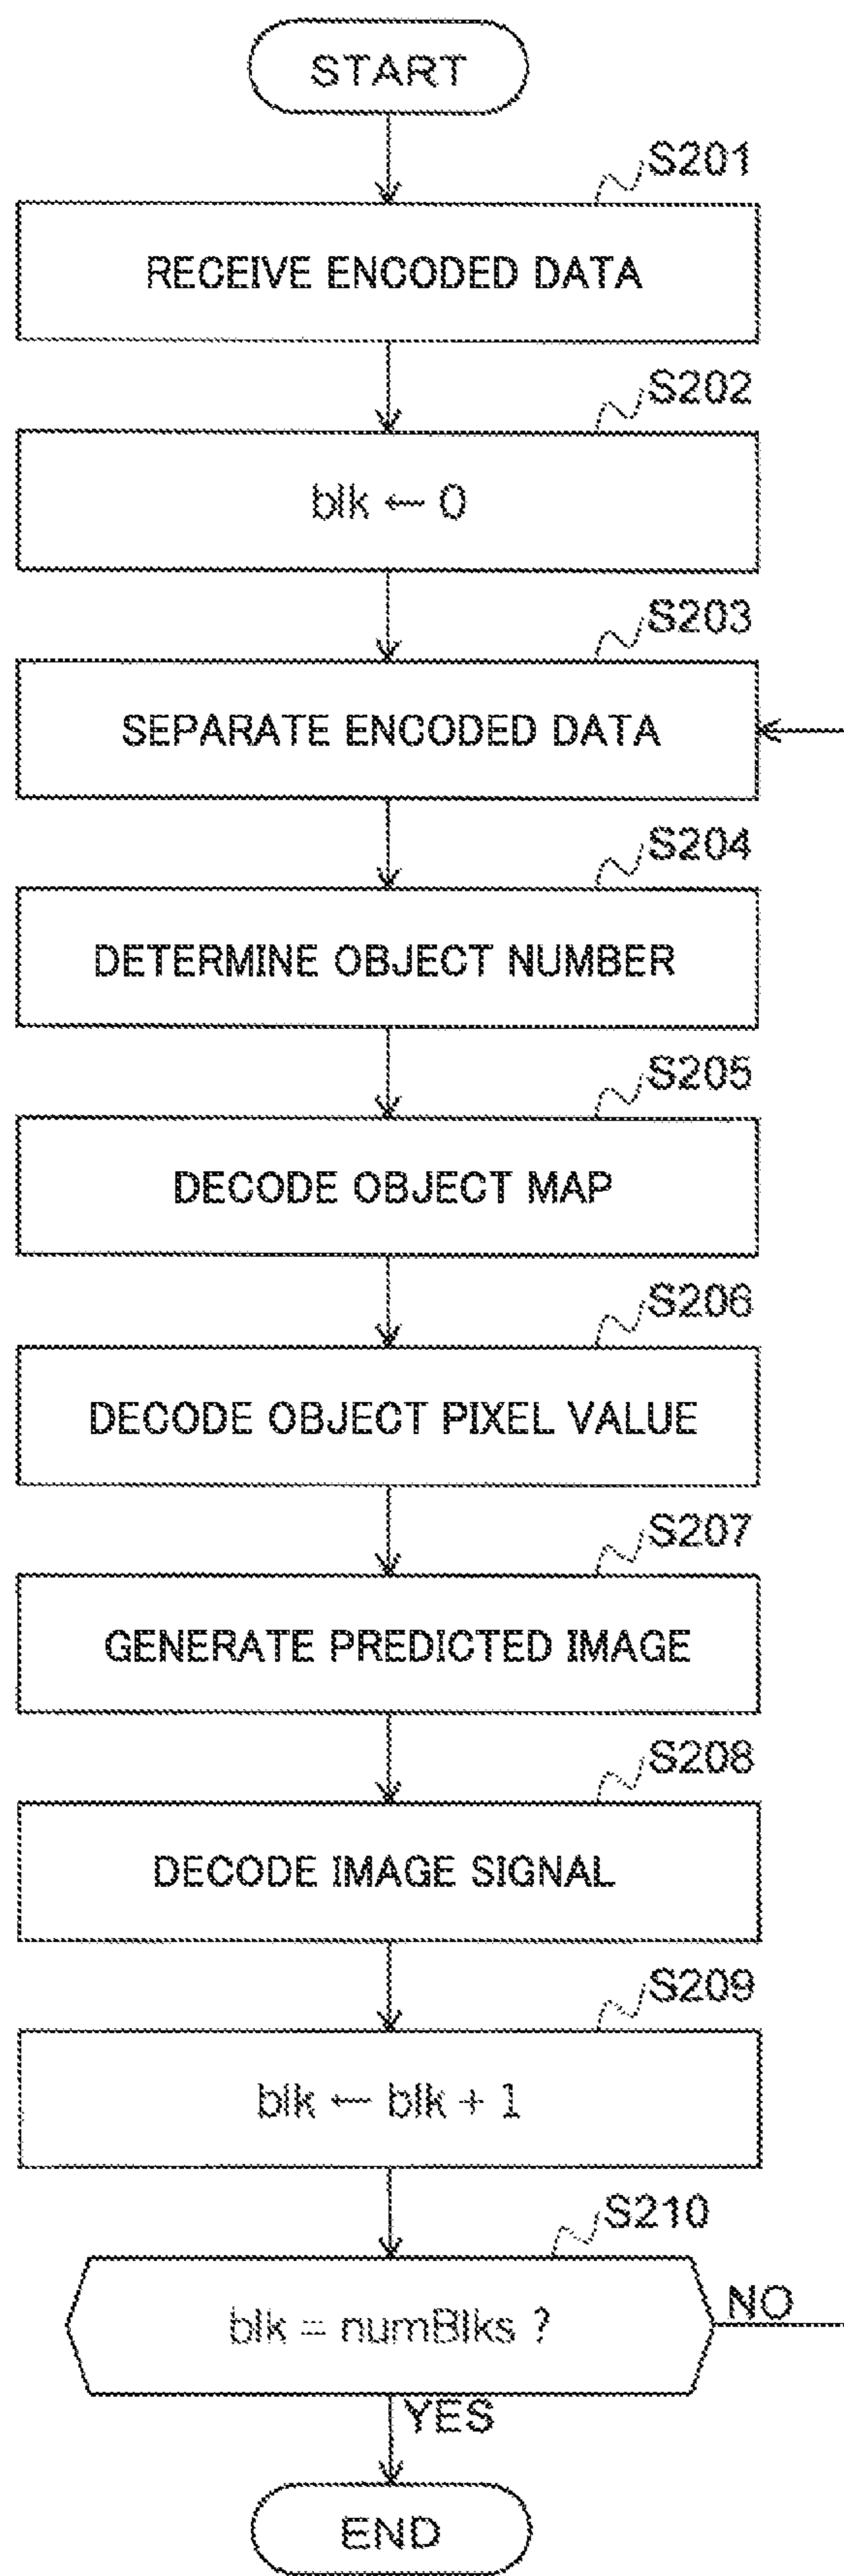 START
S201
RECEIVE ENCODED DATA
S202
blk ← 0
S203
SEPARATE ENCODED DATA
S204
DETERMINE OBJECT NUMBER
S205
DECODE OBJECT MAP
S206
DECODE OBJECT PIXEL VALUE
S207
GENERATE PREDICTED IMAGE
S208
DECODE IMAGE SIGNAL
S209
blk ← blk + 1
S210
blk = numBlks ?
NO
YES
END